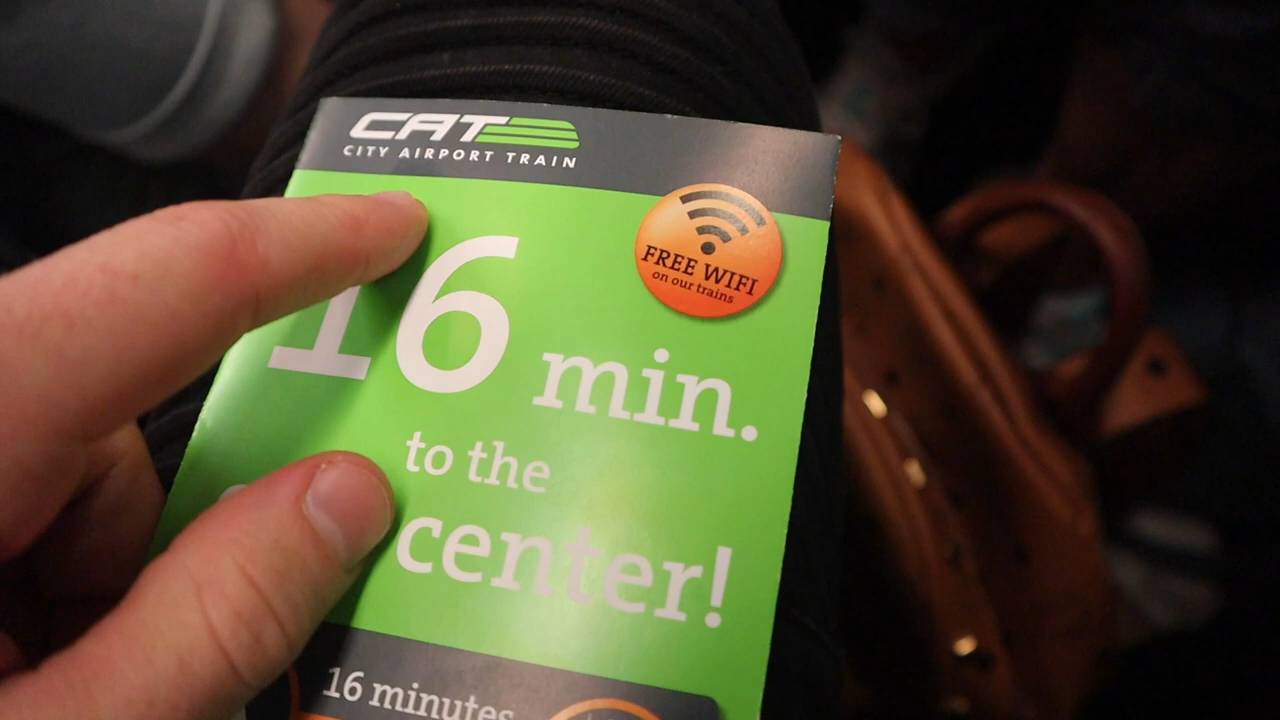 CAT
CITY AIRPORT TRAIN
FREE WIFI
on our trains
16 min.
to the
center!
16 minutes